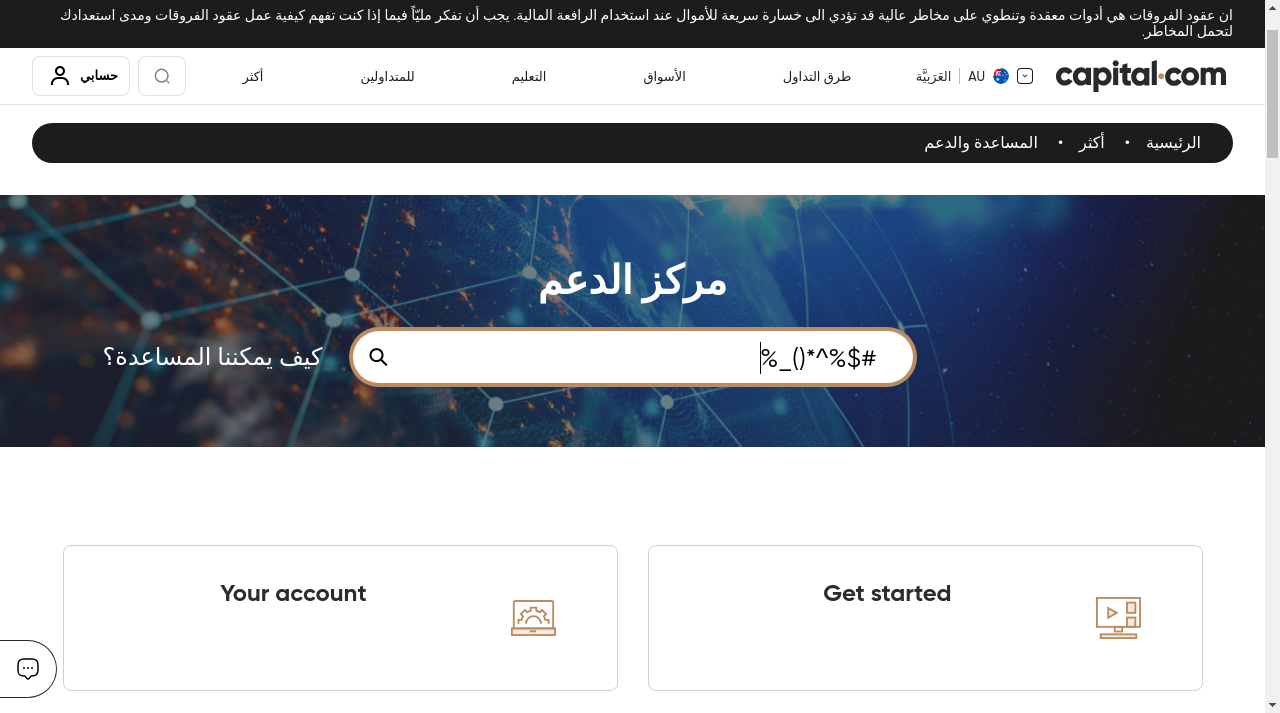 ان عقود الفروقات هي أدوات معقدة وتنطوي على مخاطر عالية قد تؤدي الى خسارة سريعة للأموال عند استخدام الرافعة المالية. يجب أن تفكر مليّاً فيما إذا كنت تفهم كيفية عمل عقود الفروقات ومدى استعدادك
لتحمل المخاطر.
capital.com
AU | العَرَبيَّة
طرق التداول
الأسواق
التعليم
للمتداولين
أكثر
حسابي
الرئيسية • أكثر • المساعدة والدعم
مركز الدعم
كيف يمكننا المساعدة؟
#$%^*()_%
Get started
Your account